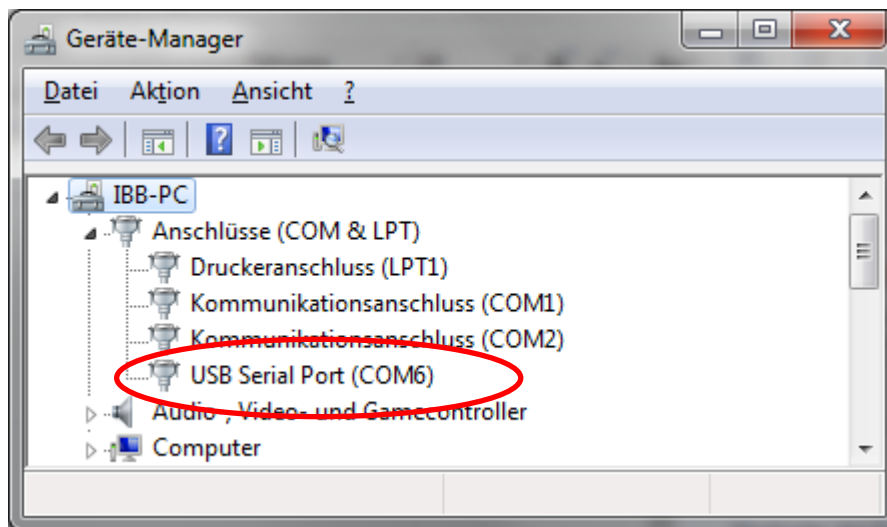 Geräte-Manager
Datei Aktion Ansicht ?
IBB-PC
Anschlüsse (COM & LPT)
Druckeranschluss (LPT1)
Kommunikationsanschluss (COM1)
Kommunikationsanschluss (COM2)
USB Serial Port (COM6)
Audio-, Video- und Gamecontroller
Computer